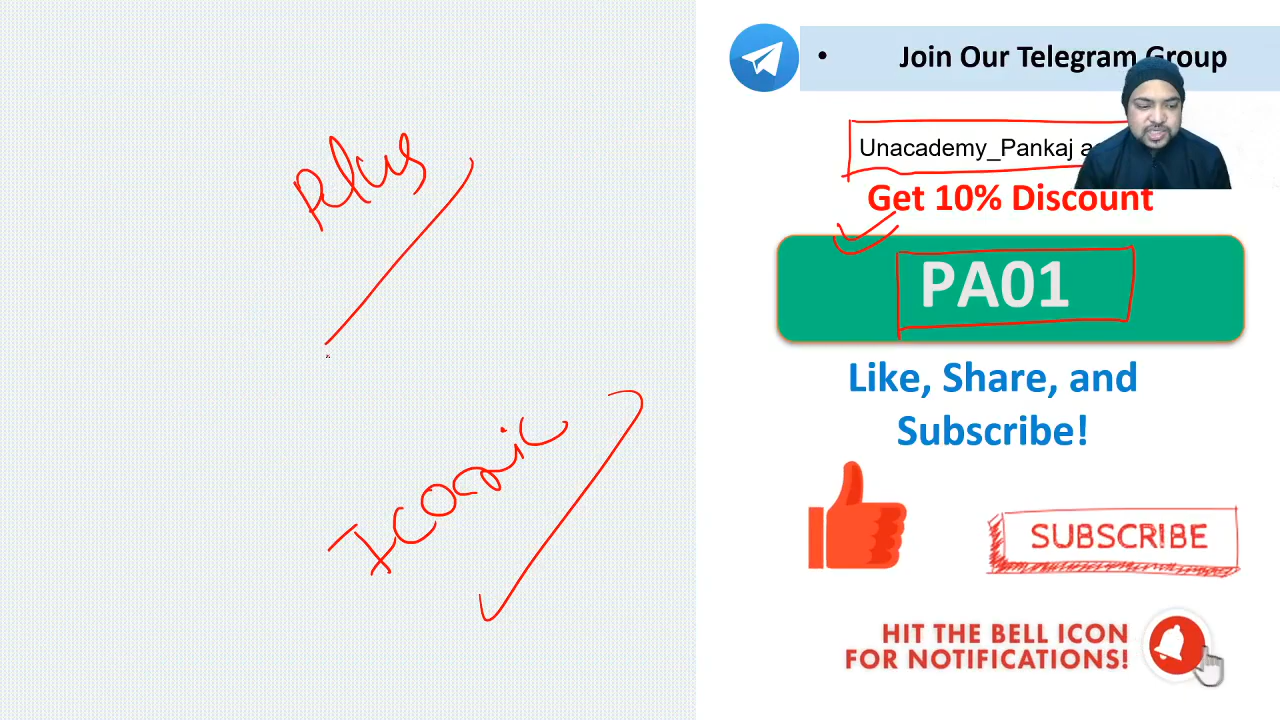 Plus
Iconic
• Join Our Telegram Group
Unacademy_Pankaj
Get 10% Discount
PA01
Like, Share, and
Subscribe!
SUBSCRIBE
HIT THE BELL ICON
FOR NOTIFICATIONS!